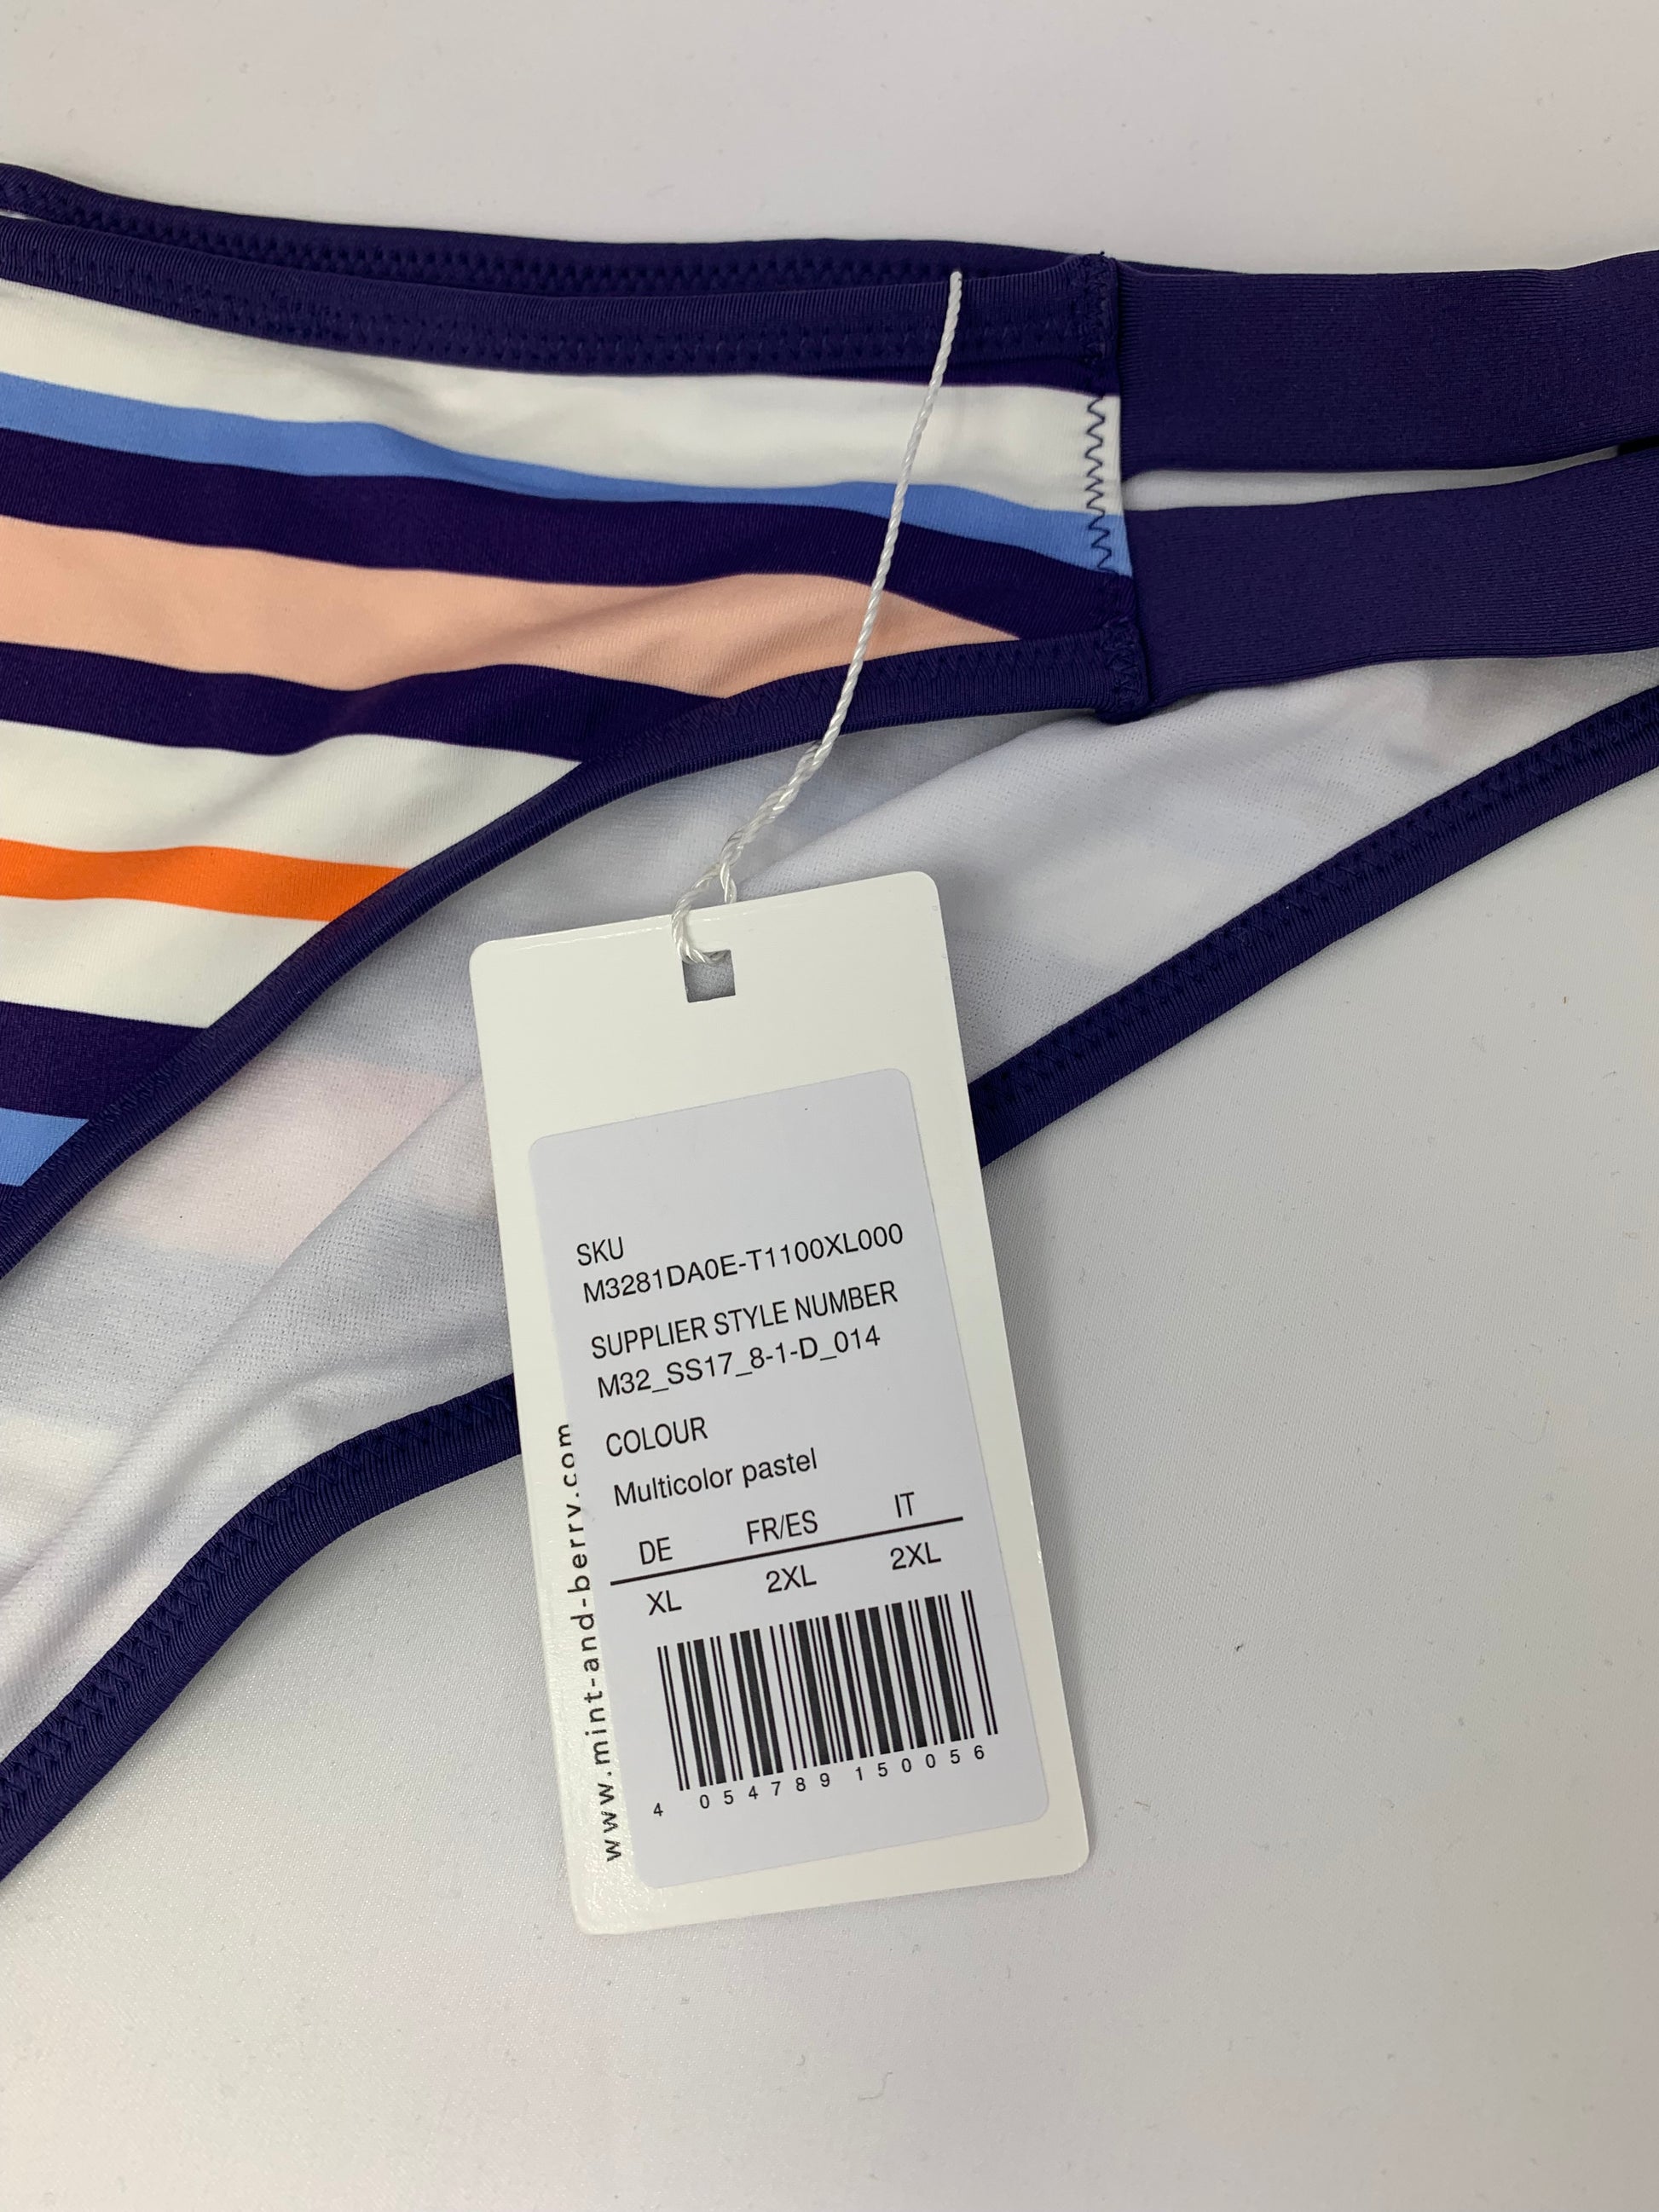 SKU
M3281DA0E-T1100XL000
SUPPLIER STYLE NUMBER
M32_SS17_8-1-D_014
COLOUR
Multicolor pastel
DE FR/ES IT
XL 2XL 2XL
4 054789 150056
www.mint-and-berry.com